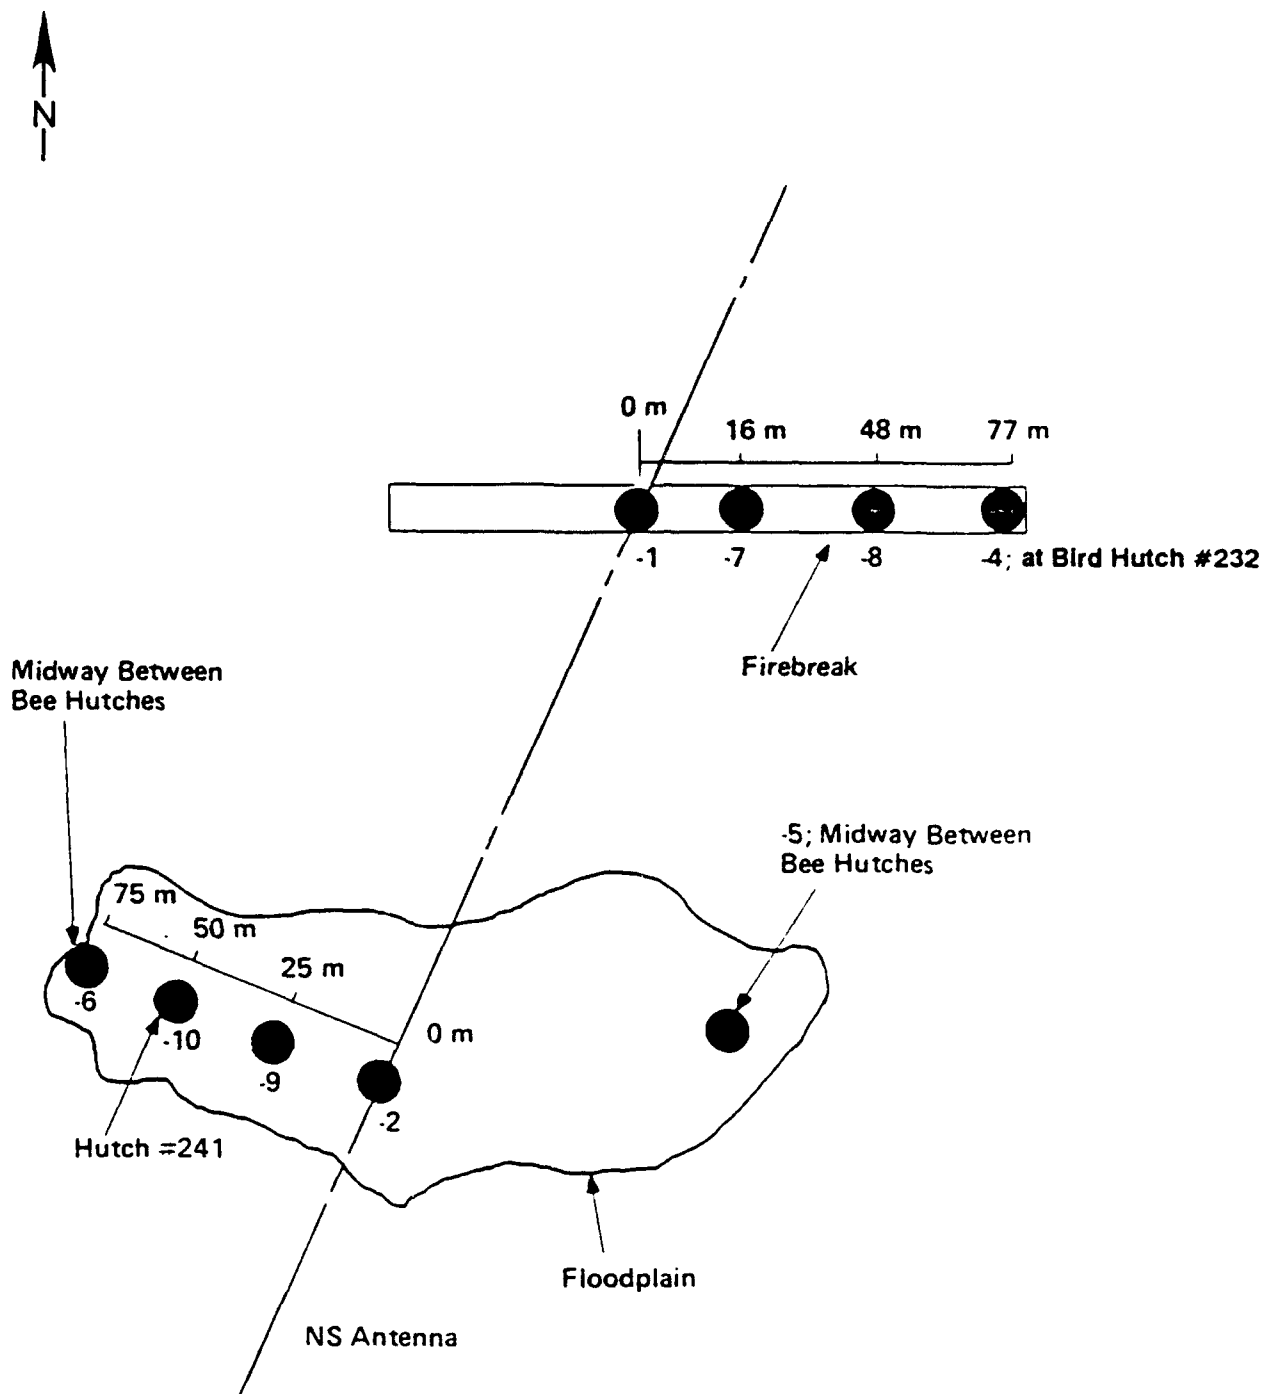 N
0 m
16 m
48 m
77 m
-1
-7
-8
-4; at Bird Hutch #232
Firebreak
Midway Between
Bee Hutches
-5; Midway Between
Bee Hutches
75 m
50 m
25 m
0 m
-6
-10
-9
-2
Hutch #241
Floodplain
NS Antenna